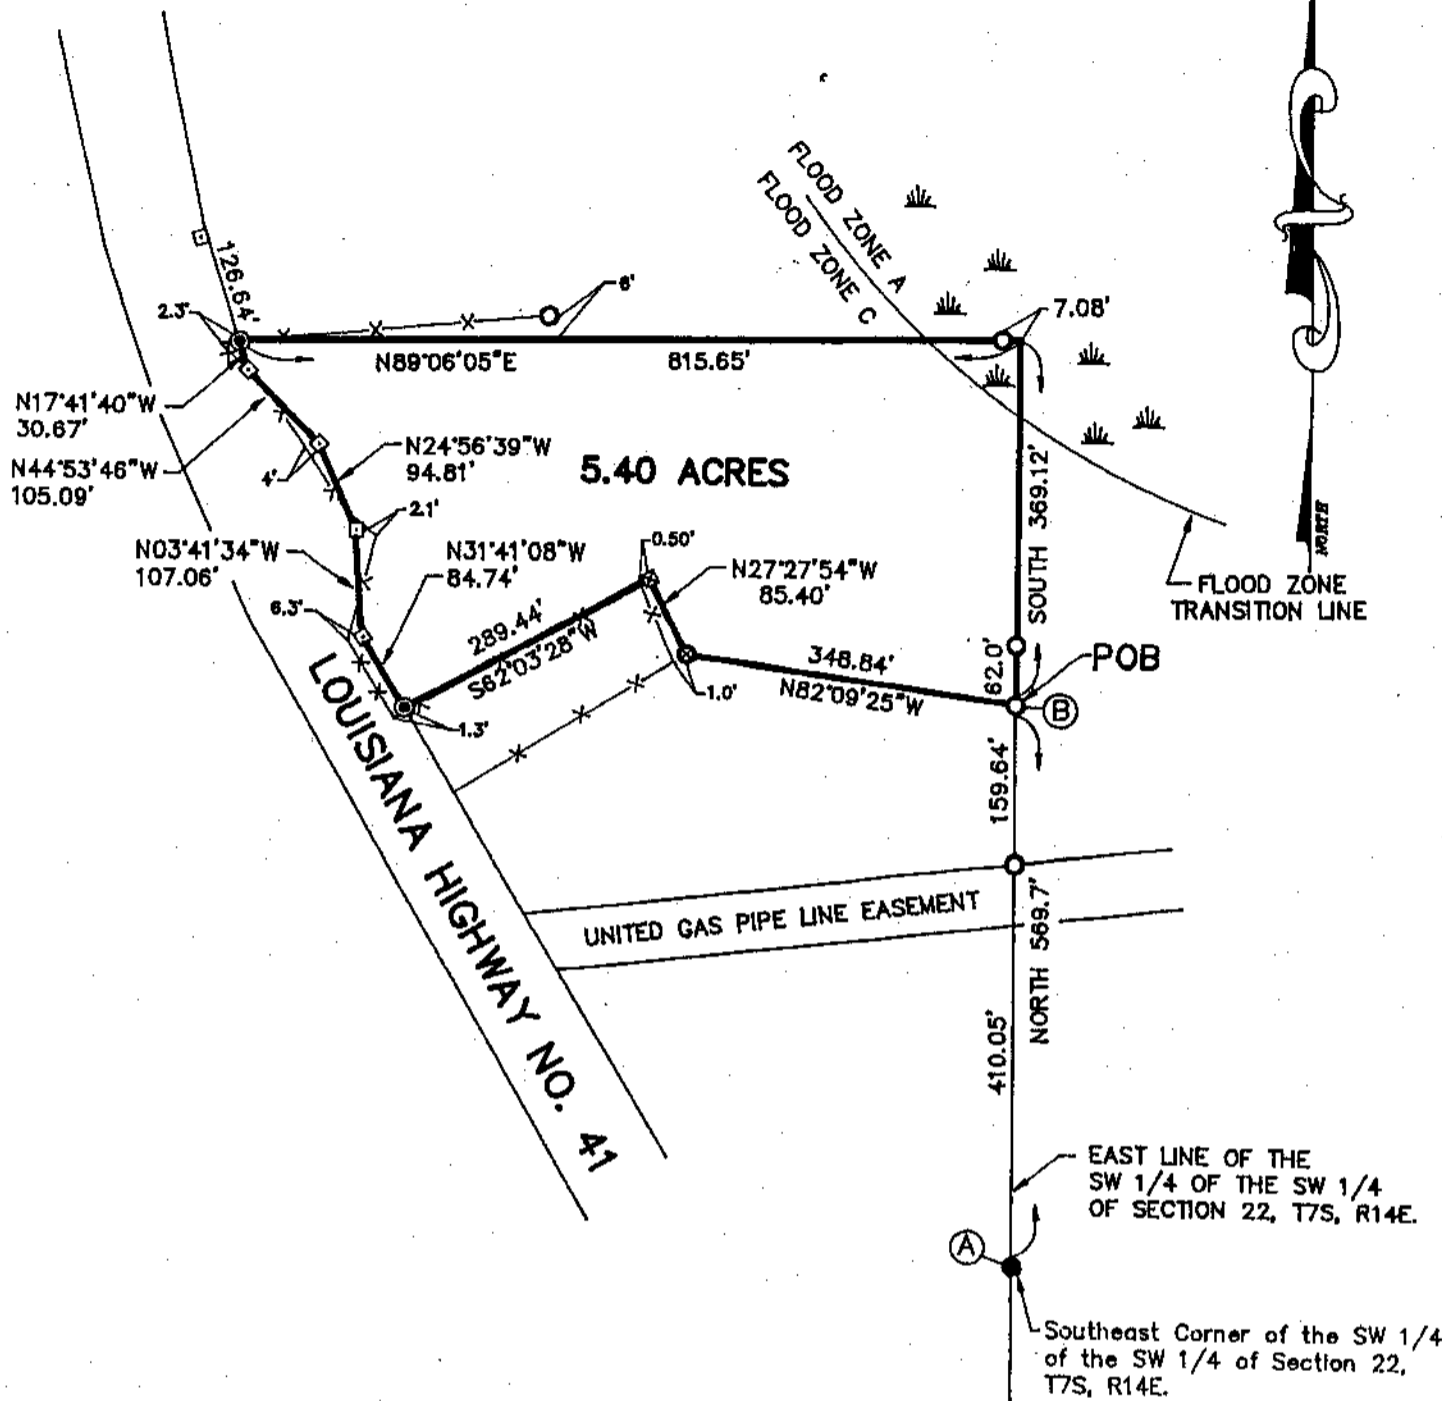 FLOOD ZONE A
FLOOD ZONE C
126.64'
2.3'
6'
7.08'
N89°06'05"E 815.65'
N17°41'40"W
30.67'
N44°53'46"W
105.09'
N24°56'39"W
94.81'
4'
5.40 ACRES
2.1'
N03°41'34"W
107.06'
N31°41'08"W
84.74'
6.3'
0.50'
N27°27'54"W
85.40'
SOUTH 369.12'
NORTH
FLOOD ZONE
TRANSITION LINE
289.44'
S62°03'28"W
348.84'
N82°09'25"W
62.0'
POB
B
1.0'
1.3'
159.64'
LOUISIANA HIGHWAY NO. 41
UNITED GAS PIPE LINE EASEMENT
NORTH 569.7'
410.05'
EAST LINE OF THE
SW 1/4 OF THE SW 1/4
OF SECTION 22, T7S, R14E.
A
Southeast Corner of the SW 1/4
of the SW 1/4 of Section 22,
T7S, R14E.